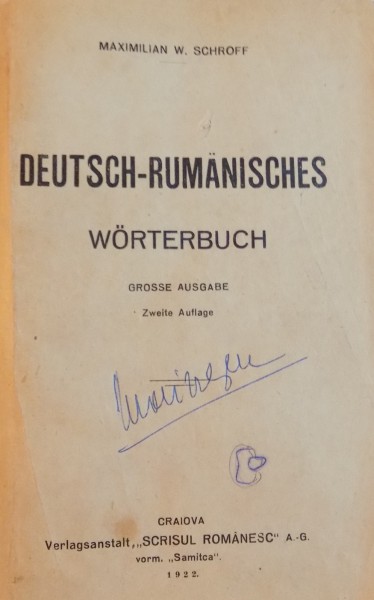 MAXIMILIAN W. SCHROFF
DEUTSCH-RUMÄNISCHES
WÖRTERBUCH
GROSSE AUSGABE
Zweite Auflage
CRAIOVA
Verlagsanstalt „SCRISUL ROMÂNESC“ A.-G.
vorm. „Samitca“.
1922.